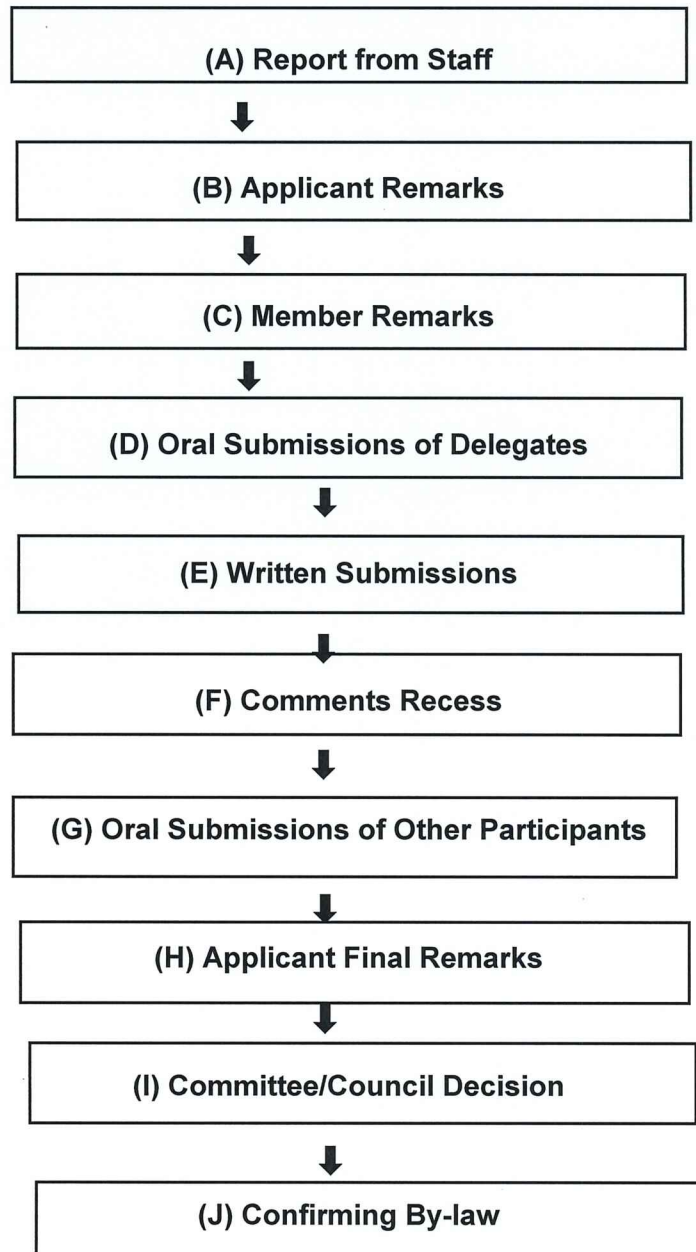 (A) Report from Staff
(B) Applicant Remarks
(C) Member Remarks
(D) Oral Submissions of Delegates
(E) Written Submissions
(F) Comments Recess
(G) Oral Submissions of Other Participants
(H) Applicant Final Remarks
(I) Committee/Council Decision
(J) Confirming By-law